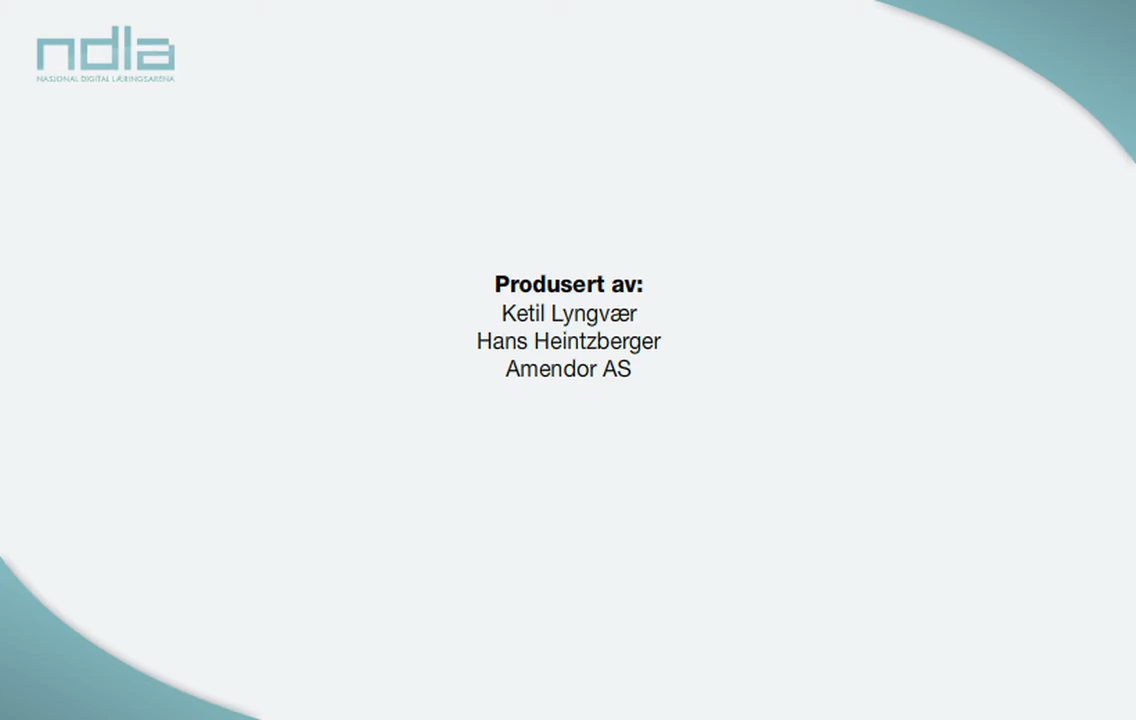 ndla
NASJONAL DIGITAL LÆRINGSARENA
Produsert av:
Ketil Lyngvær
Hans Heintzberger
Amendor AS